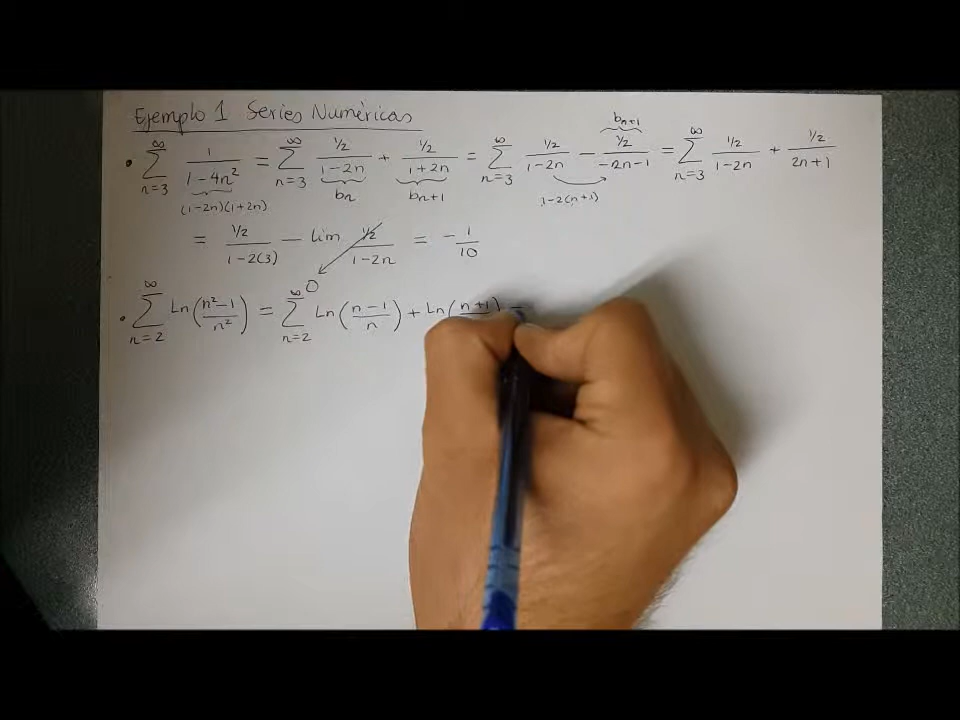 Ejemplo 1 Series Numéricas
b_{n+1}
• ∑_{n=3}^{∞} 1/(1-4n²) = ∑_{n=3}^{∞} (1/2)/(1-2n) + (1/2)/(1+2n) = ∑_{n=3}^{∞} (1/2)/(1-2n) - (1/2)/(-2n-1) = ∑_{n=3}^{∞} (1/2)/(1-2n) + (1/2)/(2n+1)
(1-2n)(1+2n) b_n b_{n+1} 1-2(n+1)
= (1/2)/(1-2(3)) - lim (1/2)/(1-2n) = -1/10
0
• ∑_{n=2}^{∞} Ln((n²-1)/n²) = ∑_{n=2}^{∞} Ln((n-1)/n) + Ln((n+1)